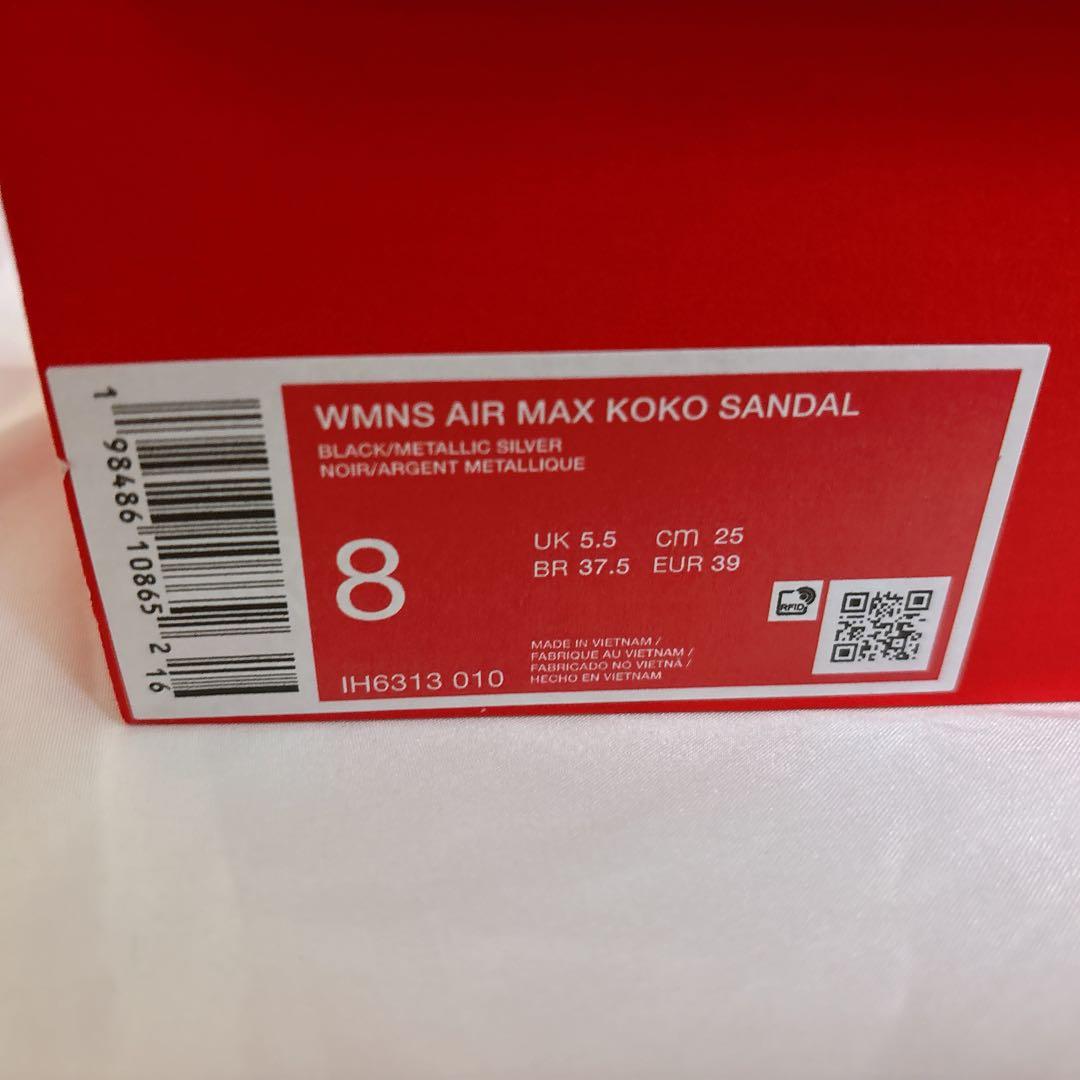 WMNS AIR MAX KOKO SANDAL
BLACK/METALLIC SILVER
NOIR/ARGENT METALLIQUE
8
UK 5.5 cm 25
BR 37.5 EUR 39
RFID
MADE IN VIETNAM /
FABRIQUE AU VIETNAM /
FABRICADO NO VIETNÃ /
HECHO EN VIETNAM
IH6313 010
1 98486 10865 2 16